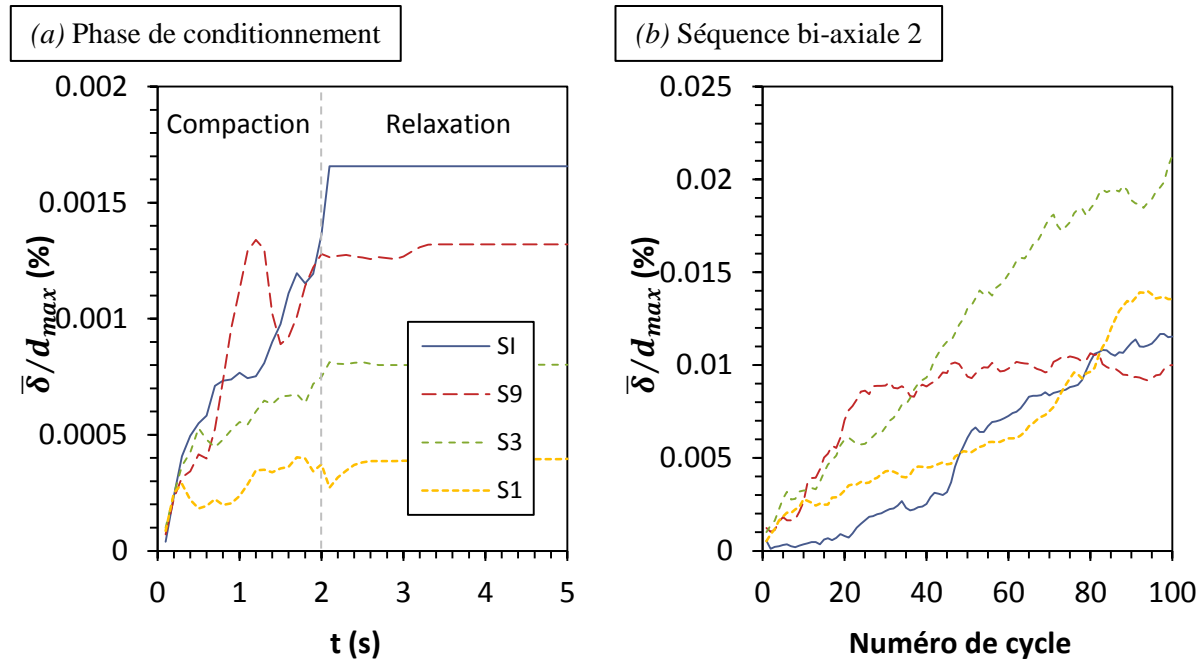 (a) Phase de conditionnement
0.002
0.0015
0.001
0.0005
0
δ̅/d_max (%)
Compaction
Relaxation
SI
S9
S3
S1
0 1 2 3 4 5
t (s)
(b) Séquence bi-axiale 2
0.025
0.02
0.015
0.01
0.005
0
δ̅/d_max (%)
0 20 40 60 80 100
Numéro de cycle